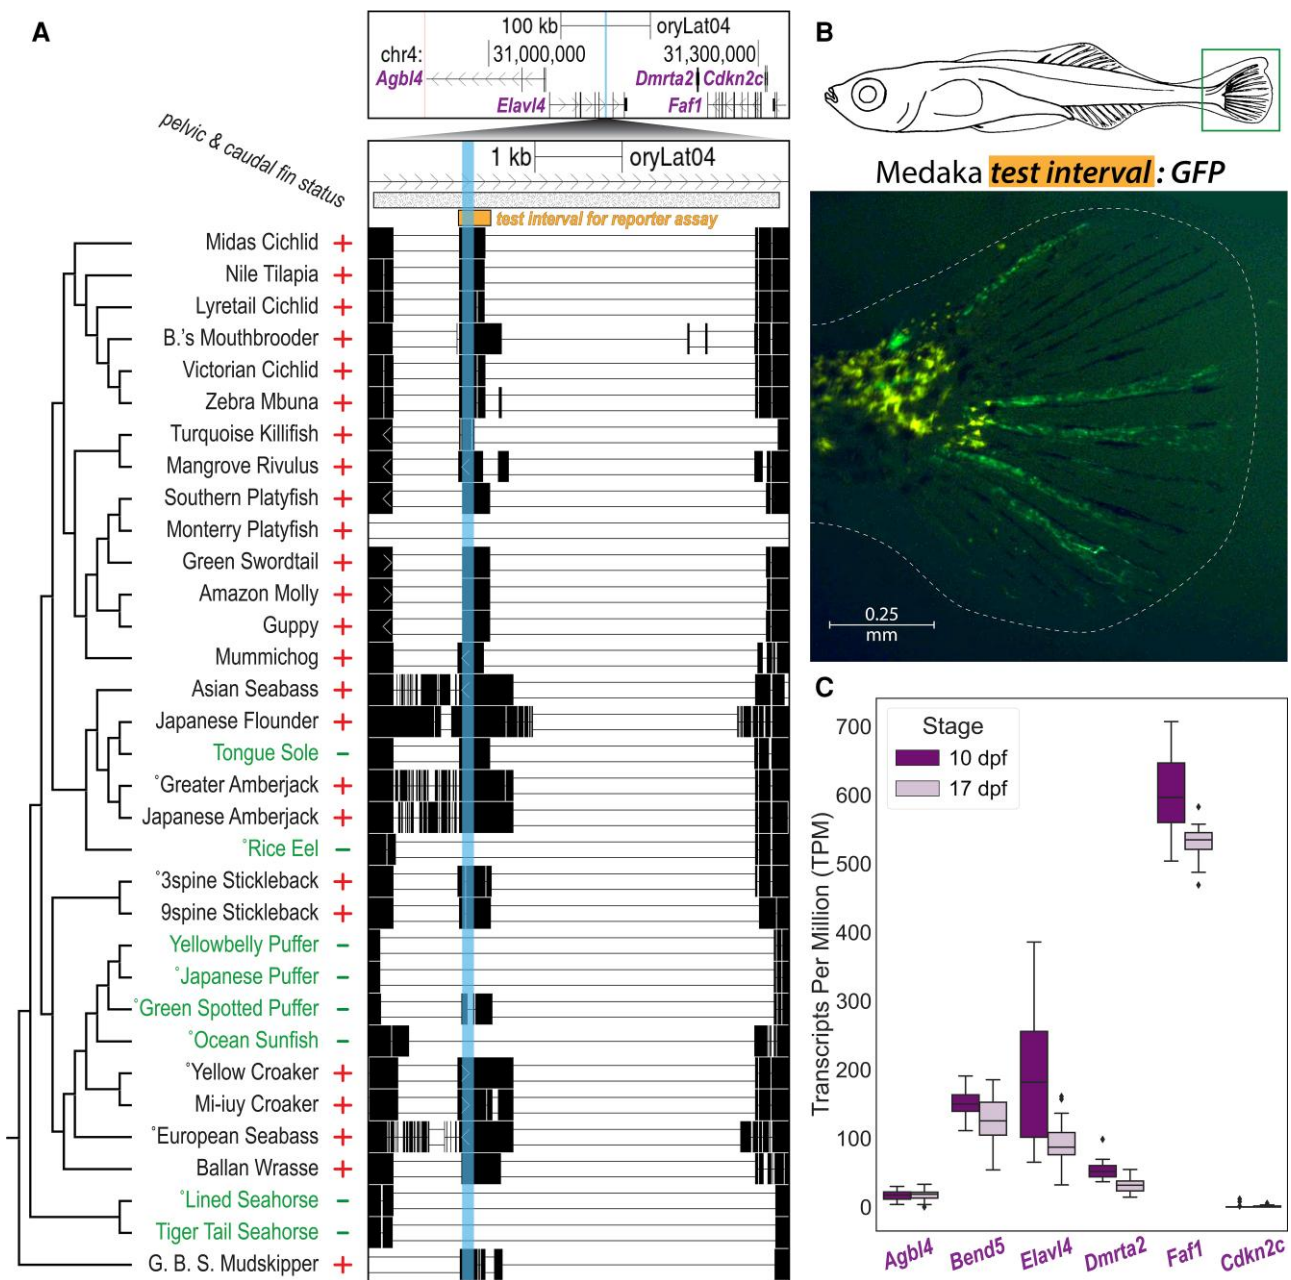 A
100 kb
oryLat04
chr4:
31,000,000
31,300,000
Agbl4
Dmrta2
Cdkn2c
Elavl4
Faf1
pelvic & caudal fin status
1 kb
oryLat04
test interval for reporter assay
Midas Cichlid +
Nile Tilapia +
Lyretail Cichlid +
B.'s Mouthbrooder +
Victorian Cichlid +
Zebra Mbuna +
Turquoise Killifish +
Mangrove Rivulus +
Southern Platyfish +
Monterry Platyfish +
Green Swordtail +
Amazon Molly +
Guppy +
Mummichog +
Asian Seabass +
Japanese Flounder +
Tongue Sole −
°Greater Amberjack +
Japanese Amberjack +
°Rice Eel −
°3spine Stickleback +
9spine Stickleback +
Yellowbelly Puffer −
°Japanese Puffer −
°Green Spotted Puffer −
°Ocean Sunfish −
°Yellow Croaker +
Mi-iuy Croaker +
°European Seabass +
Ballan Wrasse +
°Lined Seahorse −
Tiger Tail Seahorse −
G. B. S. Mudskipper +
B
Medaka test interval : GFP
0.25
mm
C
Stage
10 dpf
17 dpf
Transcripts Per Million (TPM)
700
600
500
400
300
200
100
0
Agbl4
Bend5
Elavl4
Dmrta2
Faf1
Cdkn2c